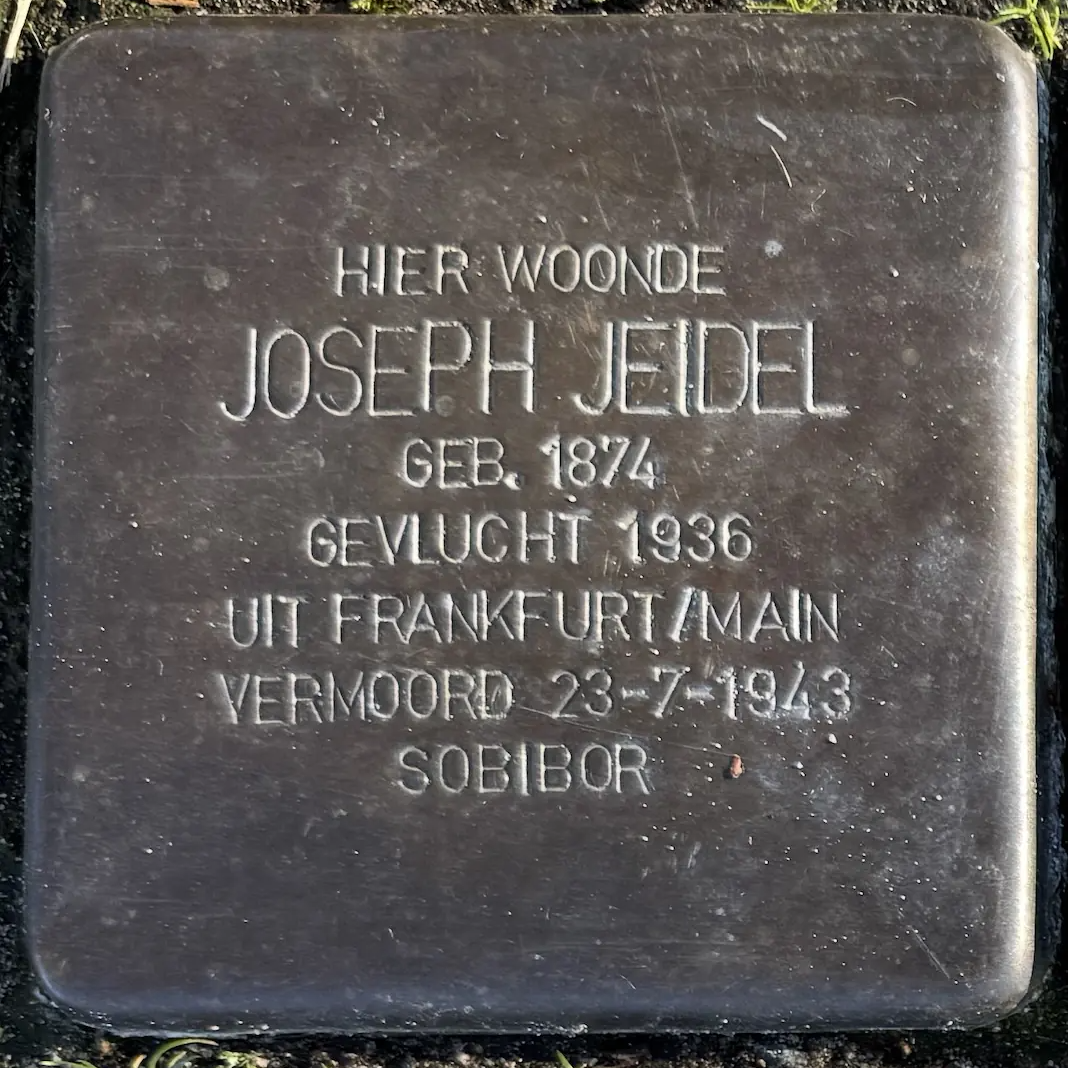 HIER WOONDE
JOSEPH JEIDEL
GEB. 1874
GEVLUCHT 1936
UIT FRANKFURT/MAIN
VERMOORD 23-7-1943
SOBIBOR